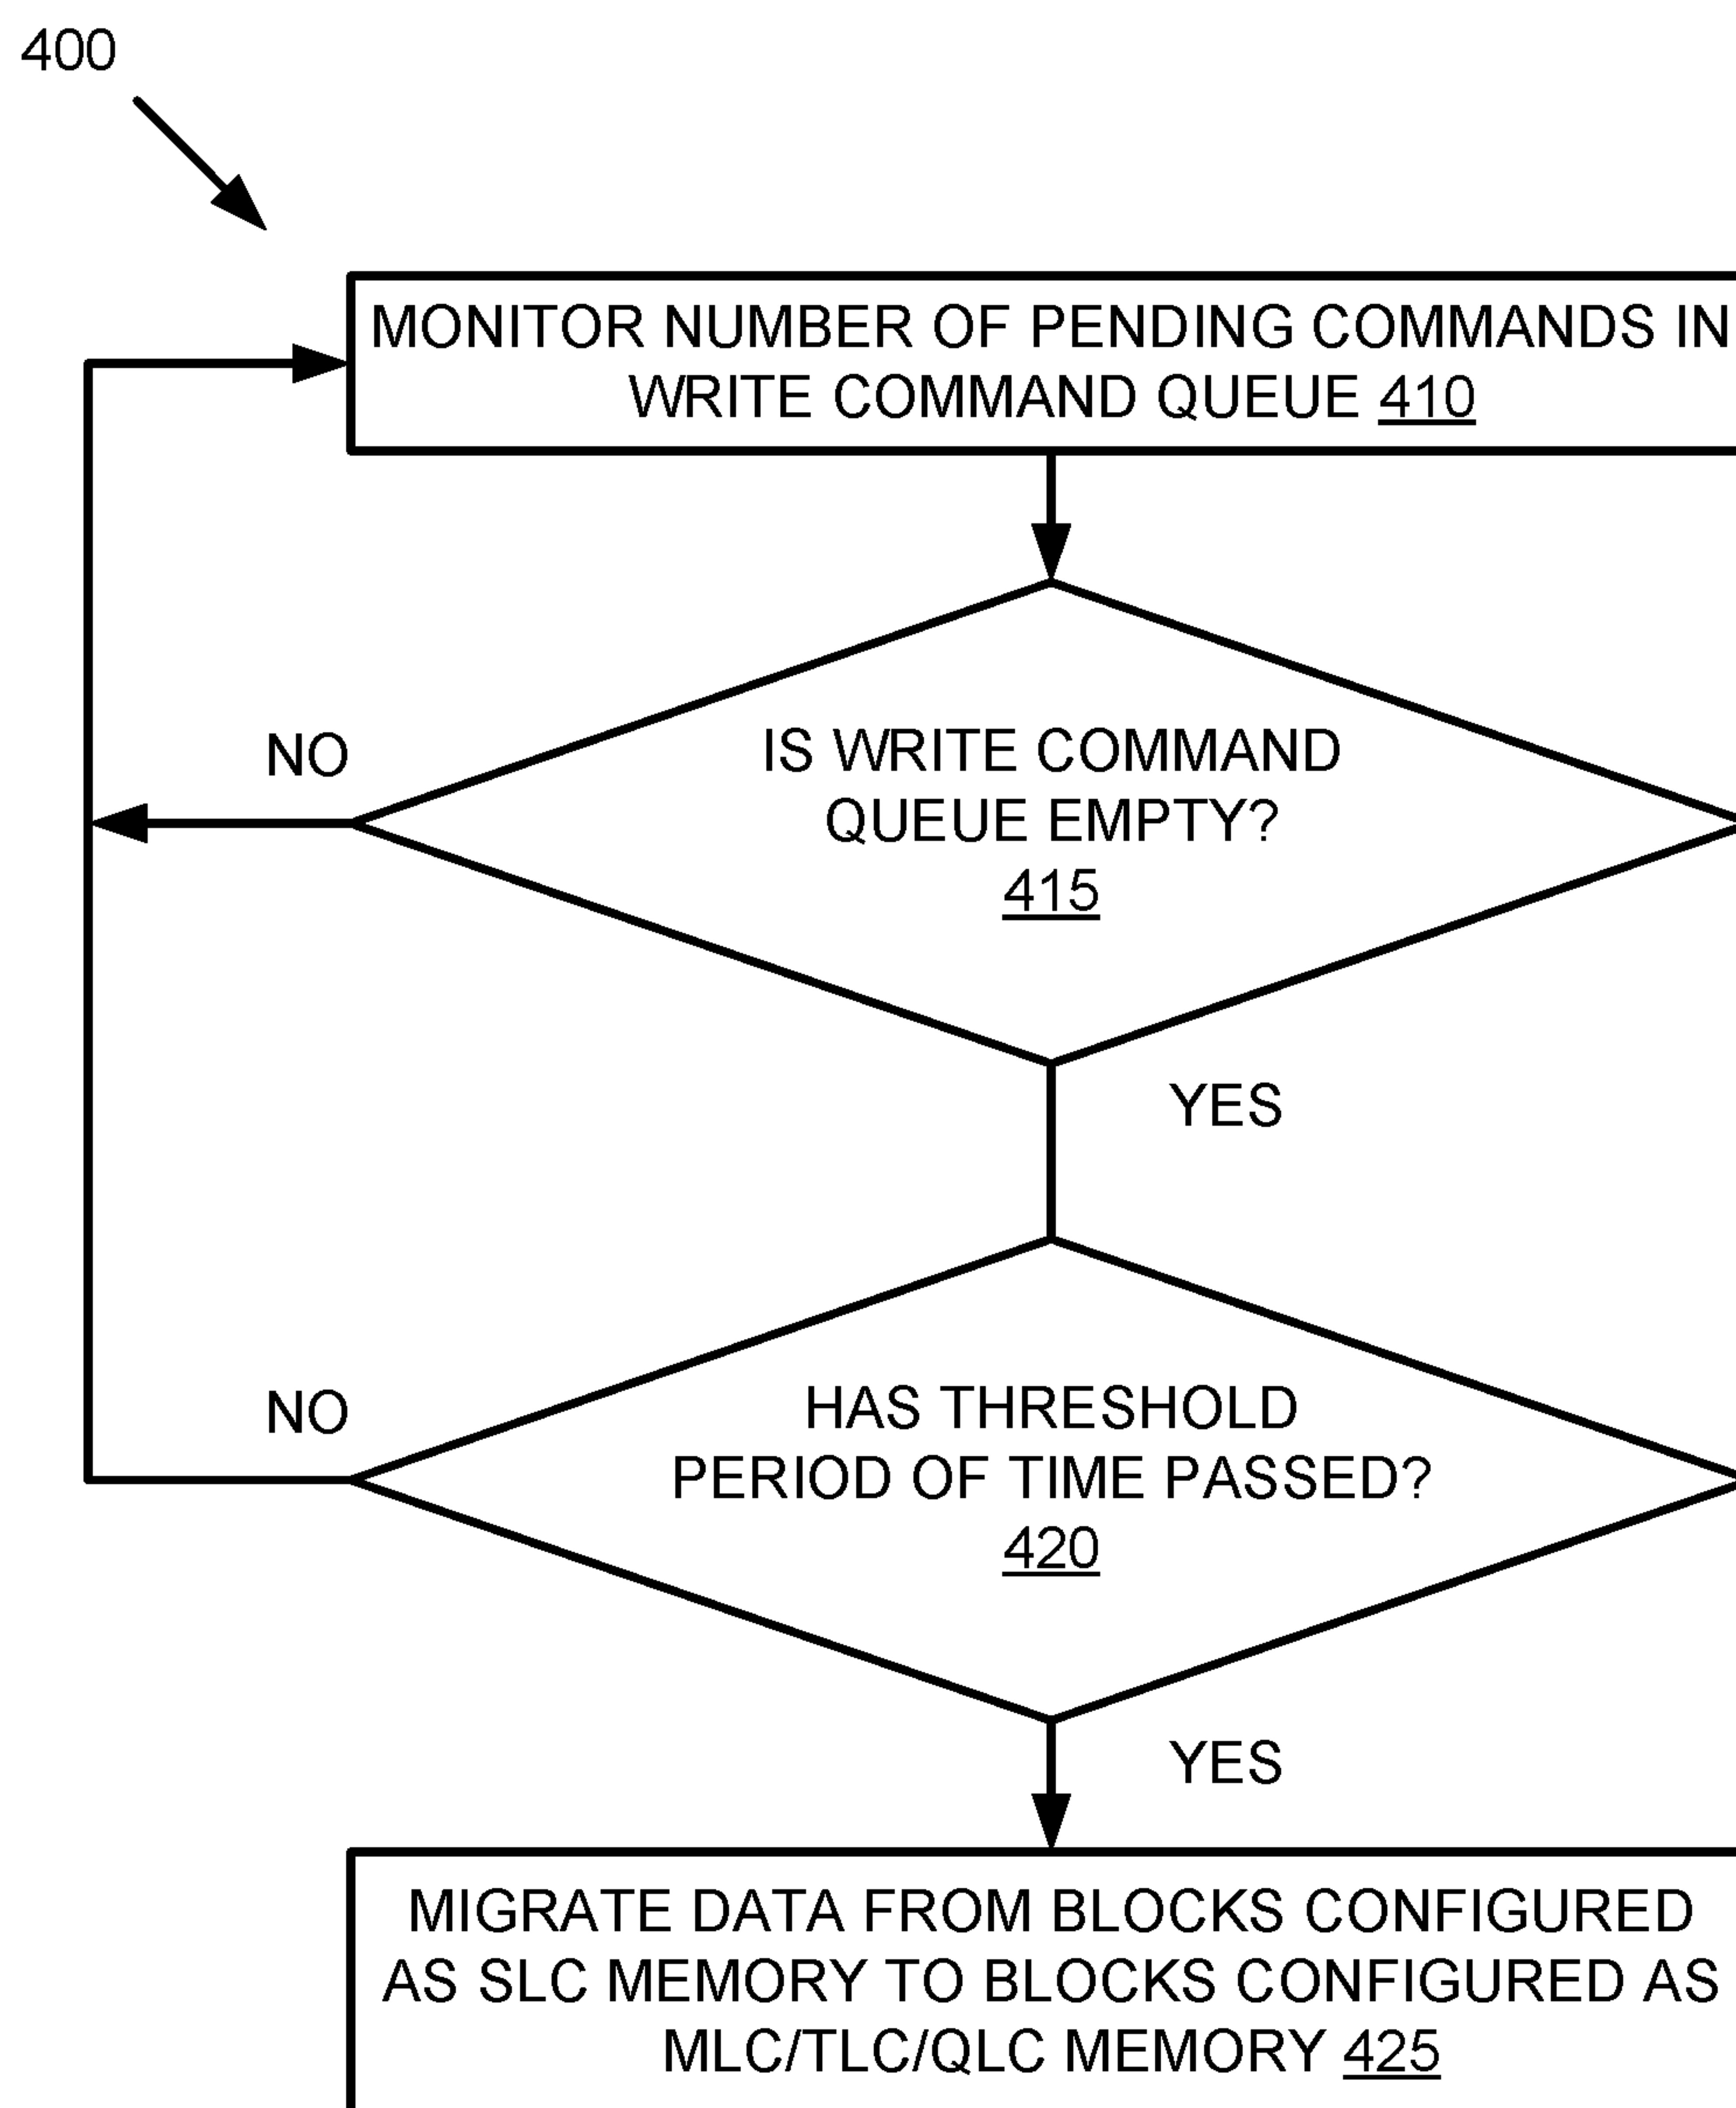 400
MONITOR NUMBER OF PENDING COMMANDS IN
WRITE COMMAND QUEUE 410
NO
IS WRITE COMMAND
QUEUE EMPTY?
415
YES
NO
HAS THRESHOLD
PERIOD OF TIME PASSED?
420
YES
MIGRATE DATA FROM BLOCKS CONFIGURED
AS SLC MEMORY TO BLOCKS CONFIGURED AS
MLC/TLC/QLC MEMORY 425